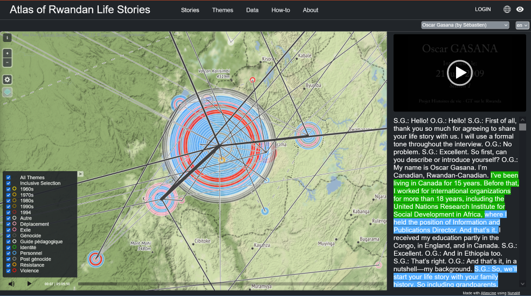 Atlas of Rwandan Life Stories
Stories Themes Data How-to About
LOGIN
Oscar Gasana (by Sébastien)
en
Oscar GASANA
S.G.: Hello! O.G.: Hello! S.G.: First of all,
thank you so much for agreeing to share
your life story with us. I will use a formal
tone throughout the interview. O.G.: No
problem. S.G.: Excellent. So first, can
you describe or introduce yourself? O.G.:
My name is Oscar Gasana. I'm
Canadian, Rwandan-Canadian. I've been
living in Canada for 15 years. Before that,
I worked for international organizations
for more than 18 years, including the
United Nations Research Institute for
Social Development in Africa, where I
held the position of Information and
Publications Director. And that's it. I
received my education partly in the
Congo, in England, and in Canada. S.G.:
Excellent. O.G.: And in Ethiopia too.
S.G.: That's right. O.G.: And that's it, in a
nutshell—my background. S.G.: So, we'll
start your life story with your family
history. So including grandparents,
All Themes
Inclusive Selection
1960s
1970s
1980s
1990s
1994
Autre
Déplacement
Exile
Génocide
Guide pédagogique
Identité
Personnel
Post génocide
Résistance
Violence